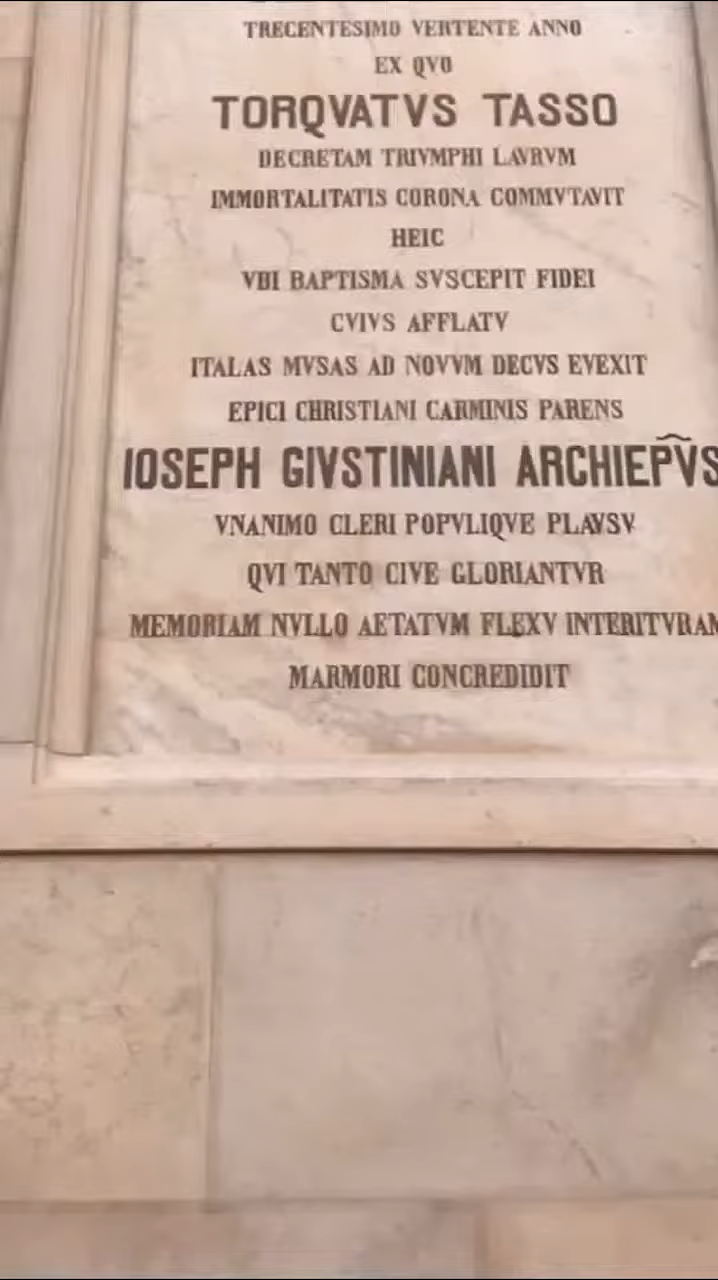 TRECENTESIMO VERTENTE ANNO
EX QVO
TORQVATVS TASSO
DECRETAM TRIVMPHI LAVRVM
IMMORTALITATIS CORONA COMMVTAVIT
HEIC
VBI BAPTISMA SVSCEPIT FIDEI
CVIVS AFFLATV
ITALAS MVSAS AD NOVVM DECVS EVEXIT
EPICI CHRISTIANI CARMINIS PARENS
IOSEPH GIVSTINIANI ARCHIEP͠VS
VNANIMO CLERI POPVLIQVE PLAVSV
QVI TANTO CIVE GLORIANTVR
MEMORIAM NVLLO AETATVM FLEXV INTERITVRAM
MARMORI CONCREDIDIT